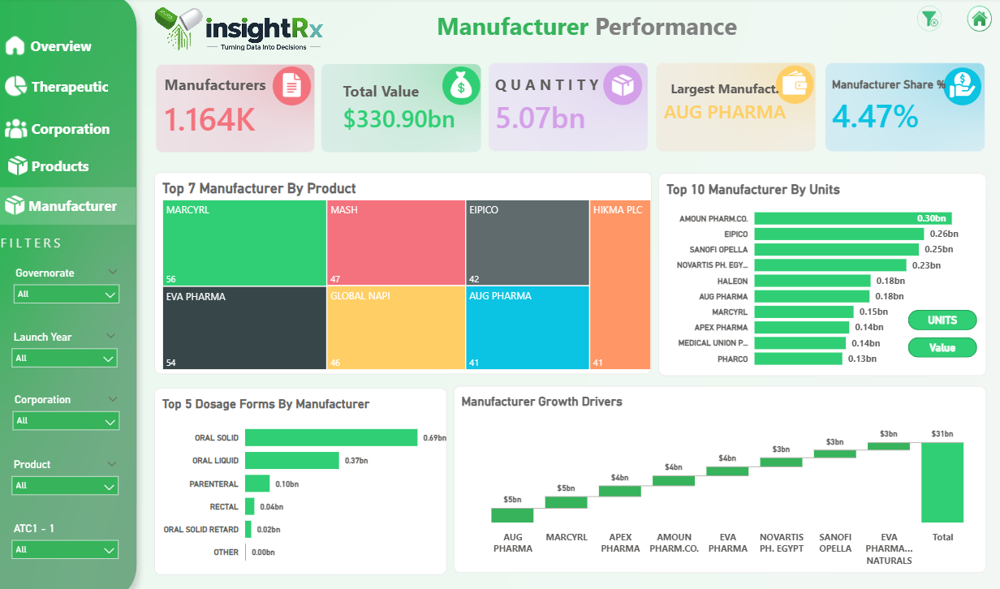 insightRx
Turning Data Into Decisions
Manufacturer Performance
Overview
Therapeutic
Corporation
Products
Manufacturer
FILTERS
Governorate
All
Launch Year
All
Corporation
All
Product
All
ATC1 - 1
All
Manufacturers
1.164K
Total Value
$330.90bn
QUANTITY
5.07bn
Largest Manufact.
AUG PHARMA
Manufacturer Share %
4.47%
Top 7 Manufacturer By Product
MARCYRL
56
MASH
47
EIPICO
42
HIKMA PLC
41
EVA PHARMA
54
GLOBAL NAPI
46
AUG PHARMA
41
Top 10 Manufacturer By Units
AMOUN PHARM.CO. 0.30bn
EIPICO 0.26bn
SANOFI OPELLA 0.25bn
NOVARTIS PH. EGY... 0.23bn
HALEON 0.18bn
AUG PHARMA 0.18bn
MARCYRL 0.15bn
APEX PHARMA 0.14bn
MEDICAL UNION P... 0.14bn
PHARCO 0.13bn
UNITS
Value
Top 5 Dosage Forms By Manufacturer
ORAL SOLID 0.69bn
ORAL LIQUID 0.37bn
PARENTERAL 0.10bn
RECTAL 0.04bn
ORAL SOLID RETARD 0.02bn
OTHER 0.00bn
Manufacturer Growth Drivers
$5bn $5bn $4bn $4bn $4bn $3bn $3bn $3bn $31bn
AUG MARCYRL APEX AMOUN EVA NOVARTIS SANOFI EVA Total
PHARMA PHARMA PHARM.CO. PHARMA PH. EGYPT OPELLA PHARMA...
NATURALS